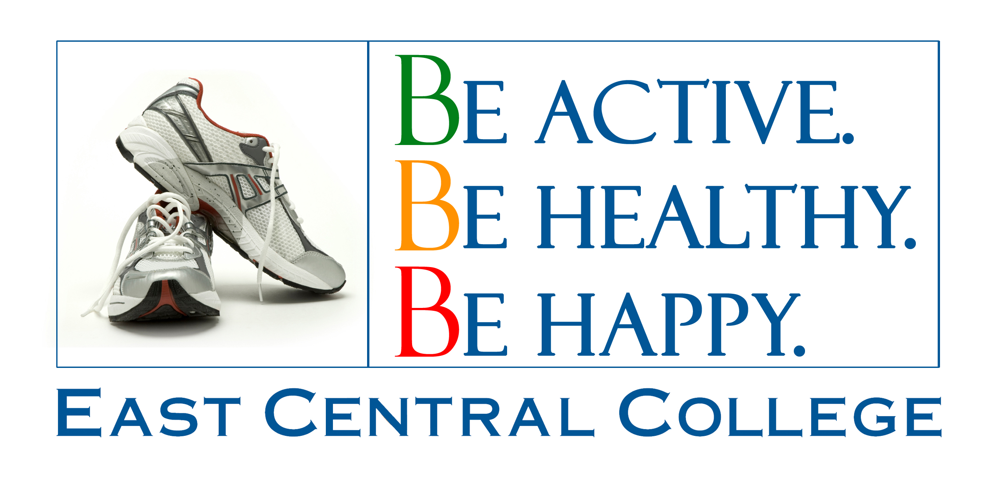 Be active.
Be healthy.
Be happy.
East Central College